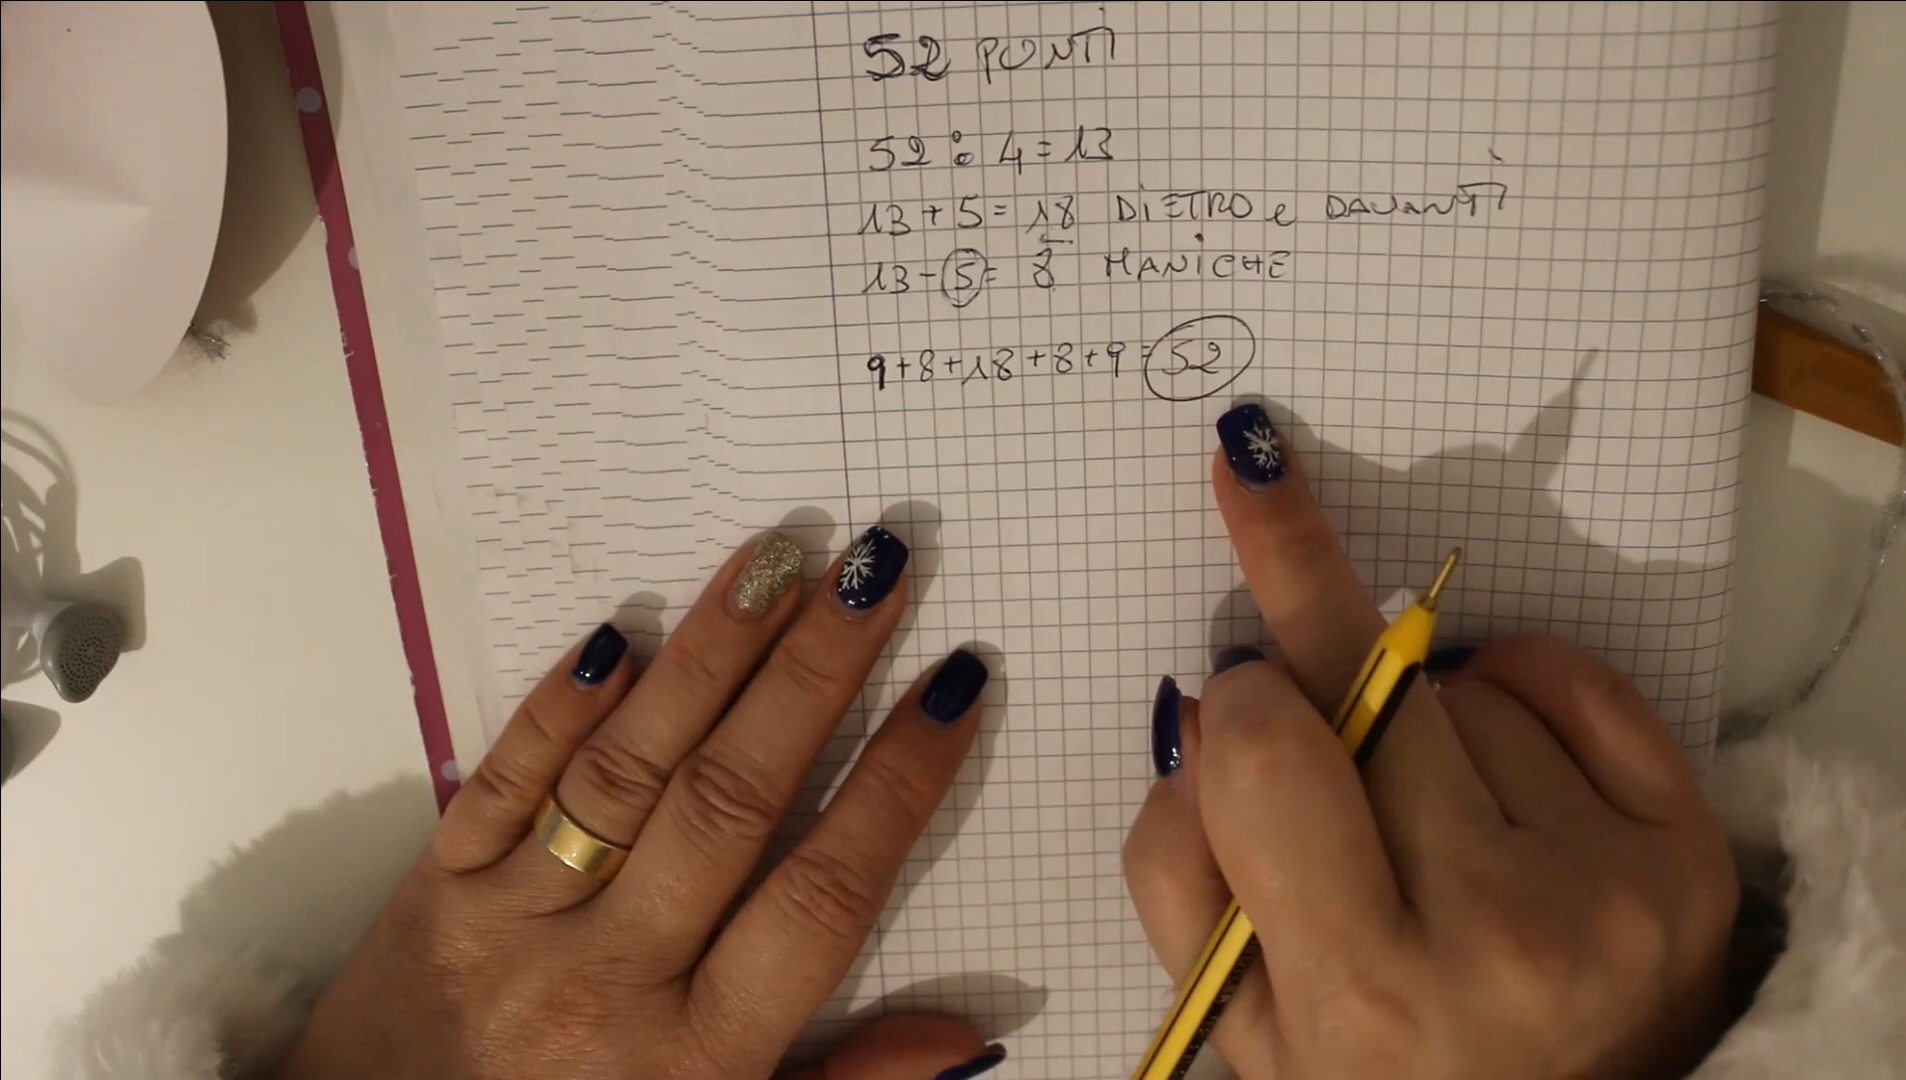 52 PUNTI
52 : 4 = 13
13 + 5 = 18 DIETRO e DAVANTI
13 - 5 = 8 MANICHE
9 + 8 + 18 + 8 + 9 = 52